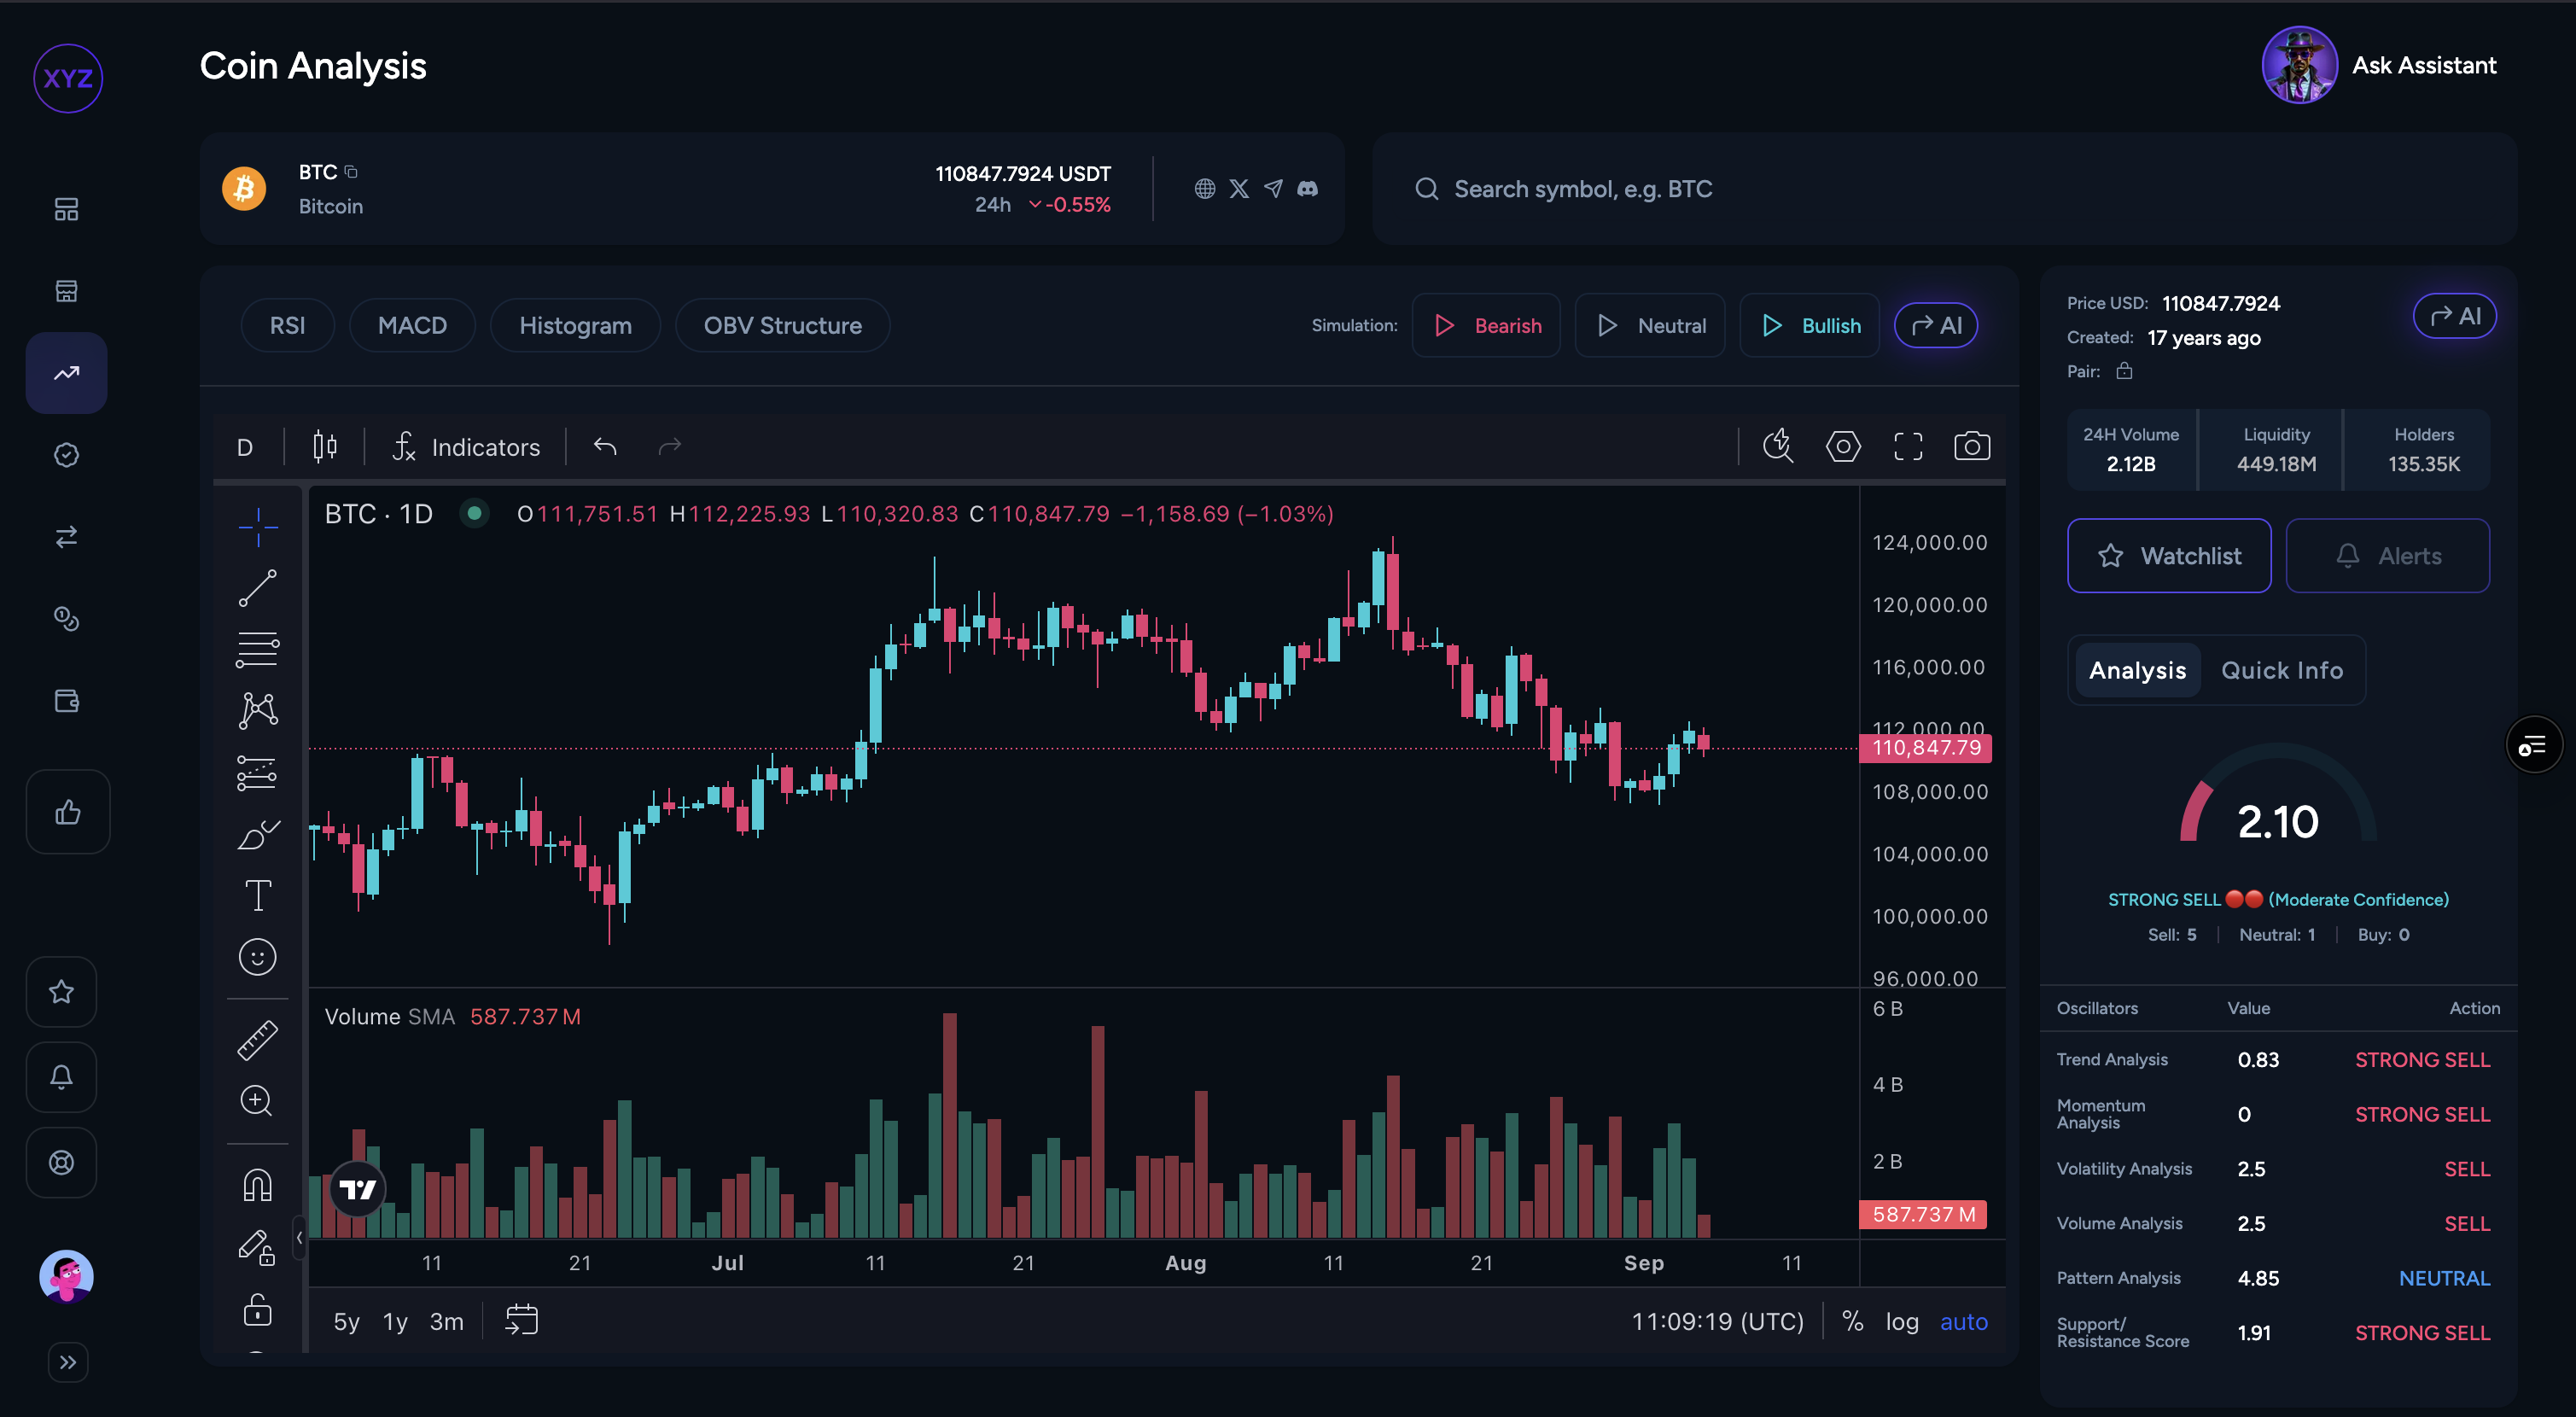 XYZ
Coin Analysis
Ask Assistant
BTC
Bitcoin
110847.7924 USDT
24h -0.55%
Search symbol, e.g. BTC
RSI
MACD
Histogram
OBV Structure
Simulation:
Bearish
Neutral
Bullish
AI
D
Indicators
BTC · 1D O111,751.51 H112,225.93 L110,320.83 C110,847.79 −1,158.69 (−1.03%)
124,000.00
120,000.00
116,000.00
112,000.00
110,847.79
108,000.00
104,000.00
100,000.00
96,000.00
Volume SMA 587.737 M
6 B
4 B
2 B
587.737 M
11 21 Jul 11 21 Aug 11 21 Sep 11
5y 1y 3m
11:09:19 (UTC) % log auto
Price USD: 110847.7924
AI
Created: 17 years ago
Pair:
24H Volume
2.12B
Liquidity
449.18M
Holders
135.35K
Watchlist
Alerts
Analysis
Quick Info
2.10
STRONG SELL 🔴🔴 (Moderate Confidence)
Sell: 5 | Neutral: 1 | Buy: 0
Oscillators Value Action
Trend Analysis 0.83 STRONG SELL
Momentum
Analysis 0 STRONG SELL
Volatility Analysis 2.5 SELL
Volume Analysis 2.5 SELL
Pattern Analysis 4.85 NEUTRAL
Support/
Resistance Score 1.91 STRONG SELL